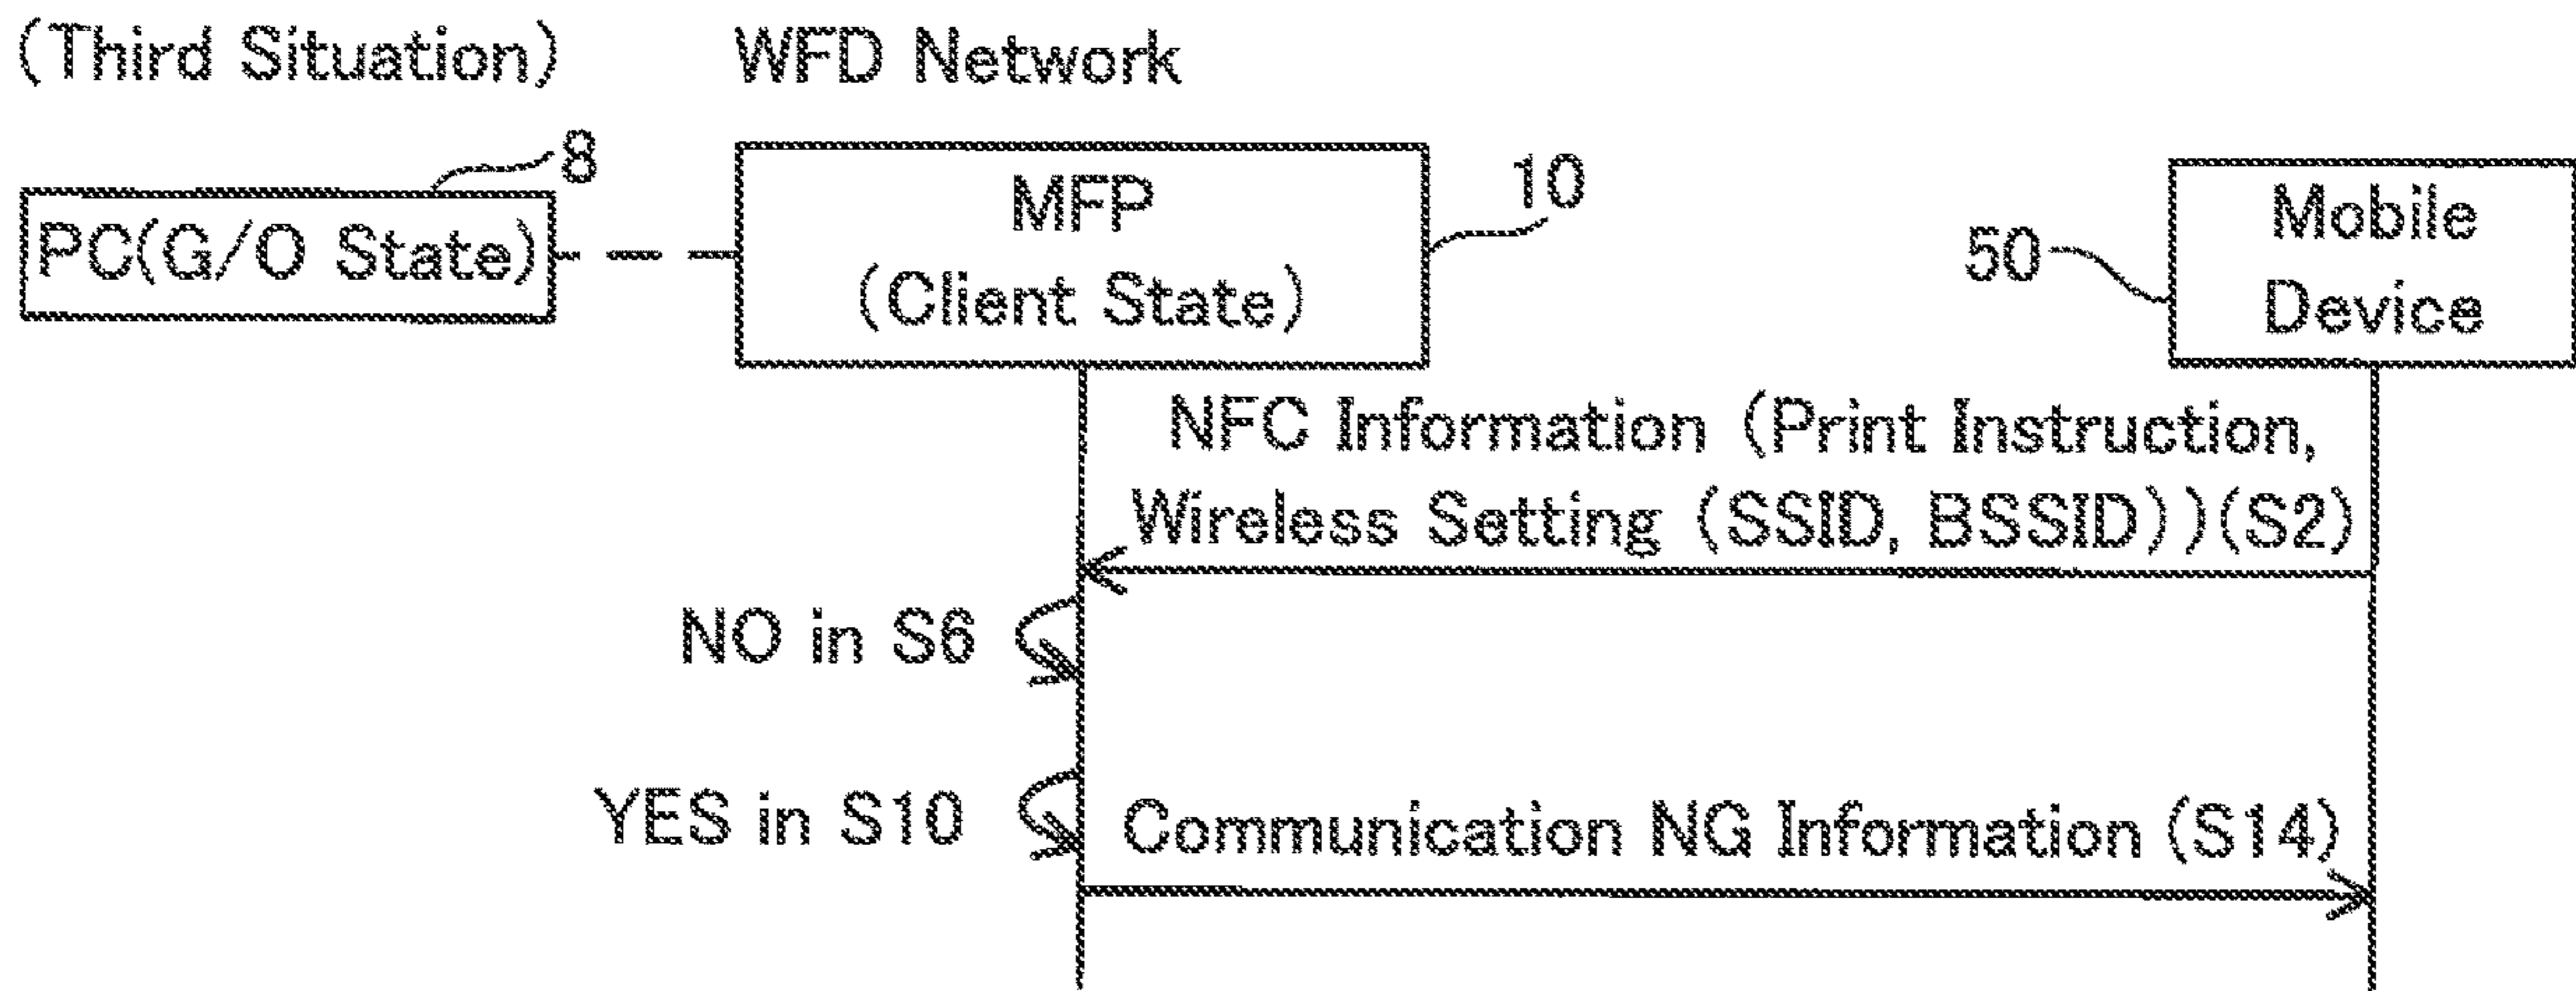 (Third Situation)
WFD Network
8
PC(G/O State)
MFP
(Client State)
10
50
Mobile
Device
NFC Information (Print Instruction,
Wireless Setting (SSID, BSSID))(S2)
NO in S6
YES in S10
Communication NG Information (S14)